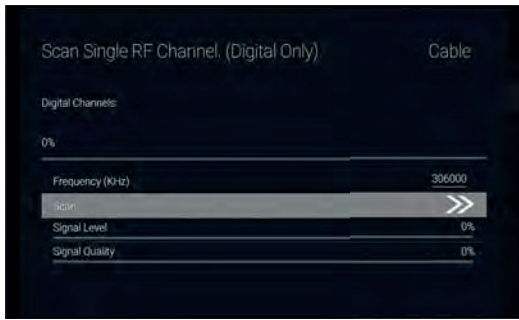 Scan Single RF Channel. (Digital Only) Cable
Digital Channels:
0%
Frequency (KHz) 306000
Scan
Signal Level 0%
Signal Quality 0%